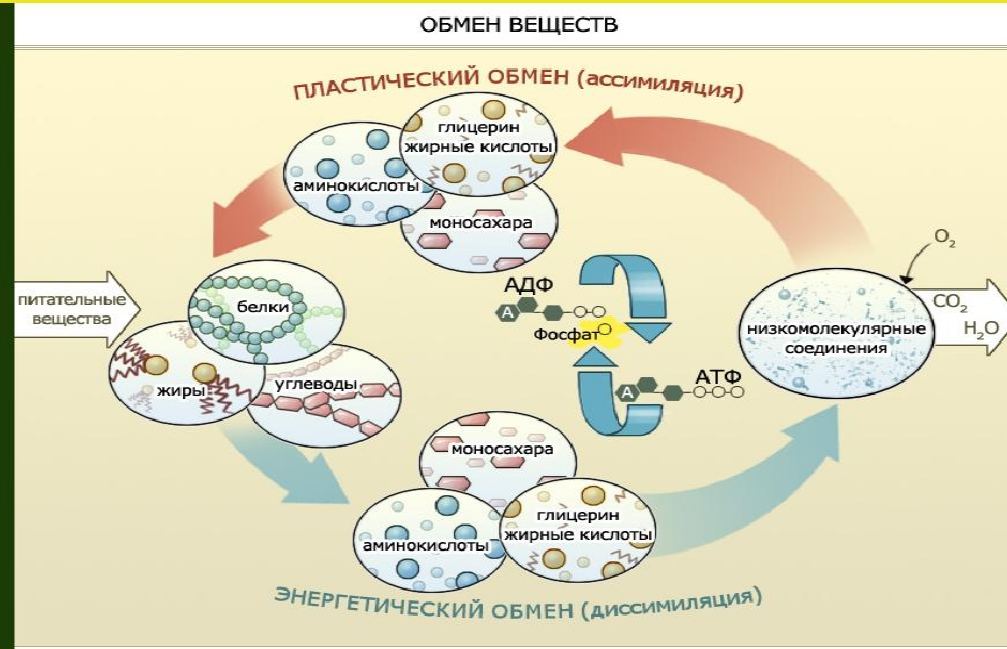 ОБМЕН ВЕЩЕСТВ
ПЛАСТИЧЕСКИЙ ОБМЕН (ассимиляция)
глицерин
жирные кислоты
аминокислоты
моносахара
O₂
питательные
вещества
белки
жиры
углеводы
АДФ
А
Фосфат
А
АТФ
низкомолекулярные
соединения
CO₂
H₂O
моносахара
аминокислоты
глицерин
жирные кислоты
ЭНЕРГЕТИЧЕСКИЙ ОБМЕН (диссимиляция)